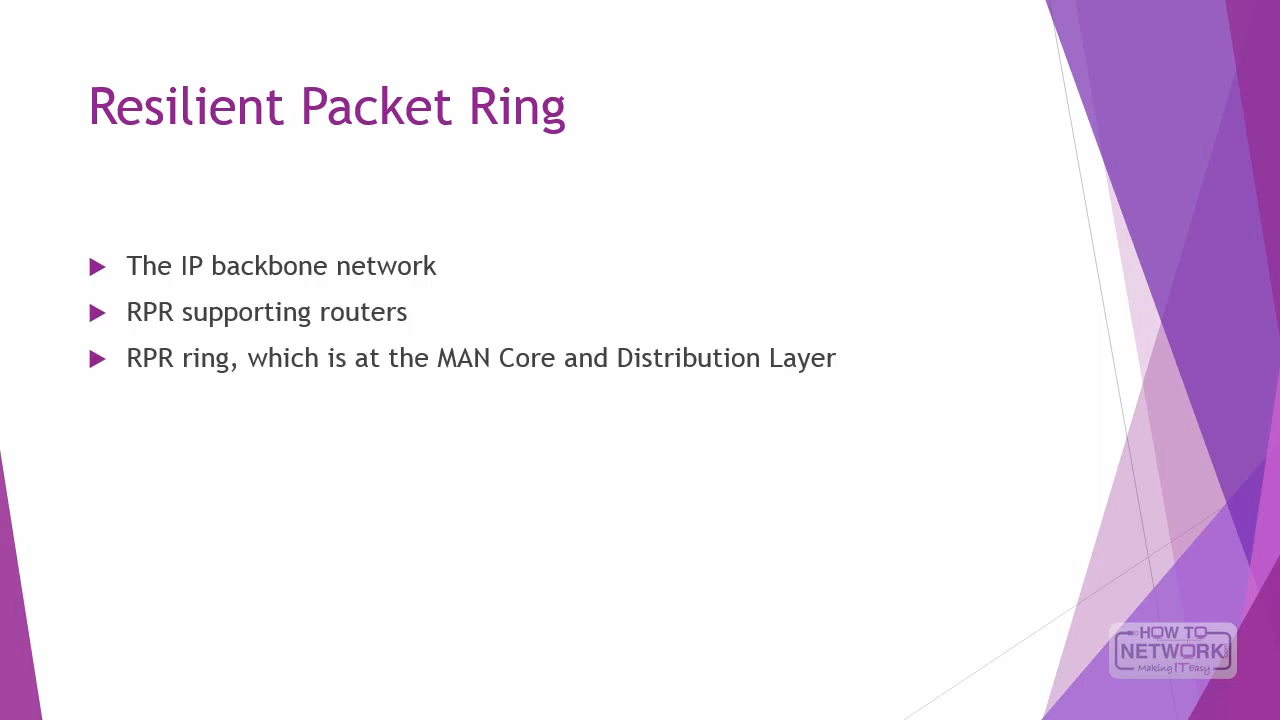 Resilient Packet Ring
The IP backbone network
RPR supporting routers
RPR ring, which is at the MAN Core and Distribution Layer
HOW TO
NETWORK
Making IT Easy